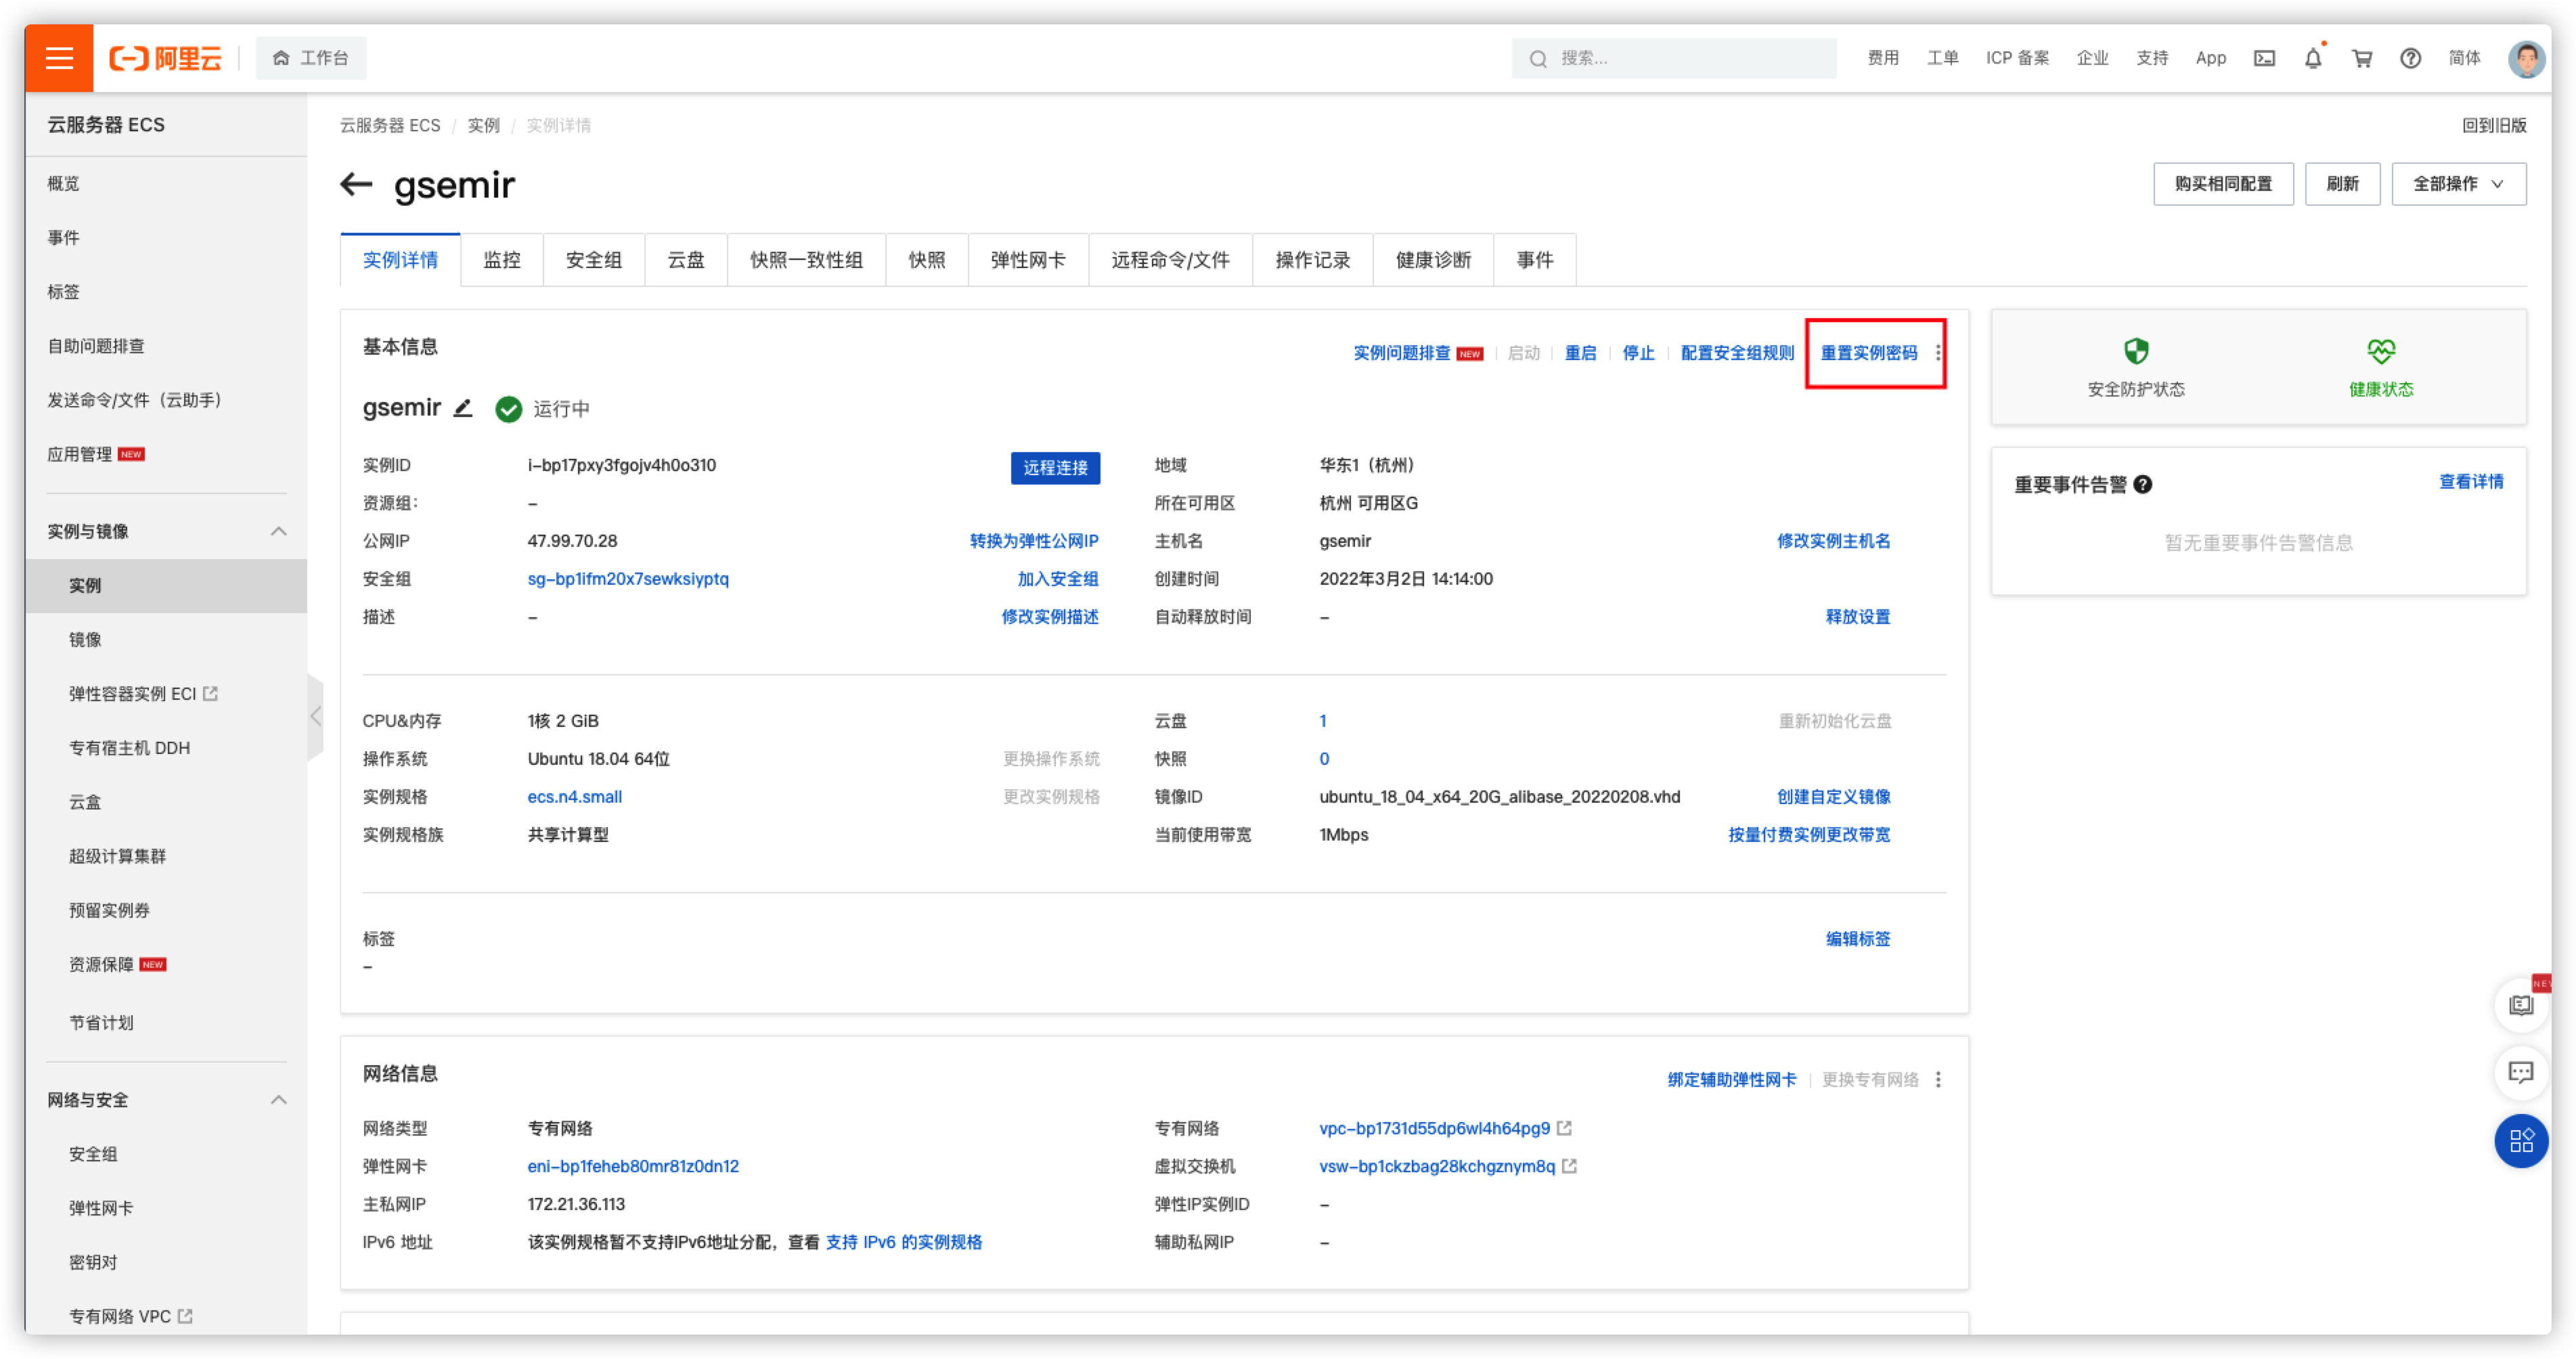 阿里云
工作台
搜索...
费用 工单 ICP 备案 企业 支持 App 简体
云服务器 ECS
概览
事件
标签
自助问题排查
发送命令/文件（云助手）
应用管理 NEW
实例与镜像
实例
镜像
弹性容器实例 ECI
专有宿主机 DDH
云盒
超级计算集群
预留实例券
资源保障 NEW
节省计划
网络与安全
安全组
弹性网卡
密钥对
专有网络 VPC
云服务器 ECS / 实例 / 实例详情
回到旧版
gsemir
购买相同配置 刷新 全部操作
实例详情 监控 安全组 云盘 快照一致性组 快照 弹性网卡 远程命令/文件 操作记录 健康诊断 事件
基本信息
实例问题排查 NEW 启动 重启 停止 配置安全组规则 重置实例密码
gsemir 运行中
实例ID i-bp17pxy3fgojv4h0o310 远程连接 地域 华东1（杭州）
资源组: – 所在可用区 杭州 可用区G
公网IP 47.99.70.28 转换为弹性公网IP 主机名 gsemir 修改实例主机名
安全组 sg-bp1ifm20x7sewksiyptq 加入安全组 创建时间 2022年3月2日 14:14:00
描述 – 修改实例描述 自动释放时间 – 释放设置
CPU&内存 1核 2 GiB 云盘 1 重新初始化云盘
操作系统 Ubuntu 18.04 64位 更换操作系统 快照 0
实例规格 ecs.n4.small 更改实例规格 镜像ID ubuntu_18_04_x64_20G_alibase_20220208.vhd 创建自定义镜像
实例规格族 共享计算型 当前使用带宽 1Mbps 按量付费实例更改带宽
标签 编辑标签
–
网络信息
绑定辅助弹性网卡 更换专有网络
网络类型 专有网络 专有网络 vpc-bp1731d55dp6wl4h64pg9
弹性网卡 eni-bp1feheb80mr81z0dn12 虚拟交换机 vsw-bp1ckzbag28kchgznym8q
主私网IP 172.21.36.113 弹性IP实例ID –
IPv6 地址 该实例规格暂不支持IPv6地址分配，查看 支持 IPv6 的实例规格 辅助私网IP –
安全防护状态 健康状态
重要事件告警 查看详情
暂无重要事件告警信息